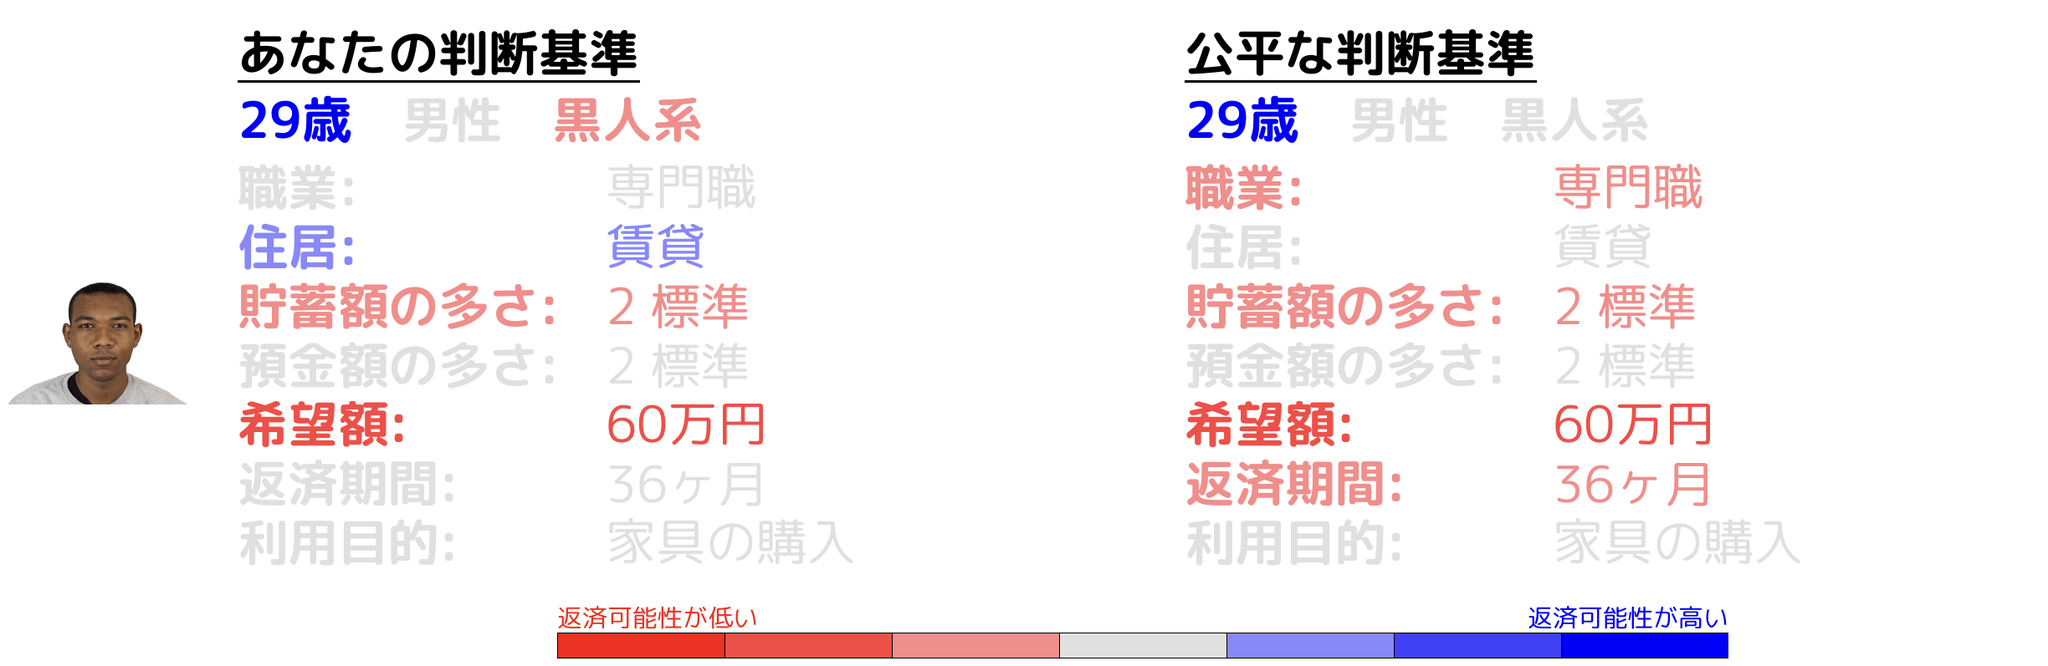 あなたの判断基準
29歳 男性 黒人系
職業: 専門職
住居: 賃貸
貯蓄額の多さ: 2 標準
預金額の多さ: 2 標準
希望額: 60万円
返済期間: 36ヶ月
利用目的: 家具の購入
公平な判断基準
29歳 男性 黒人系
職業: 専門職
住居: 賃貸
貯蓄額の多さ: 2 標準
預金額の多さ: 2 標準
希望額: 60万円
返済期間: 36ヶ月
利用目的: 家具の購入
返済可能性が低い
返済可能性が高い